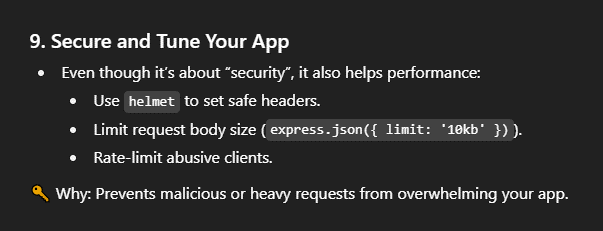 9. Secure and Tune Your App
• Even though it’s about “security”, it also helps performance:
• Use helmet to set safe headers.
• Limit request body size (express.json({ limit: '10kb' })).
• Rate-limit abusive clients.
🔑 Why: Prevents malicious or heavy requests from overwhelming your app.